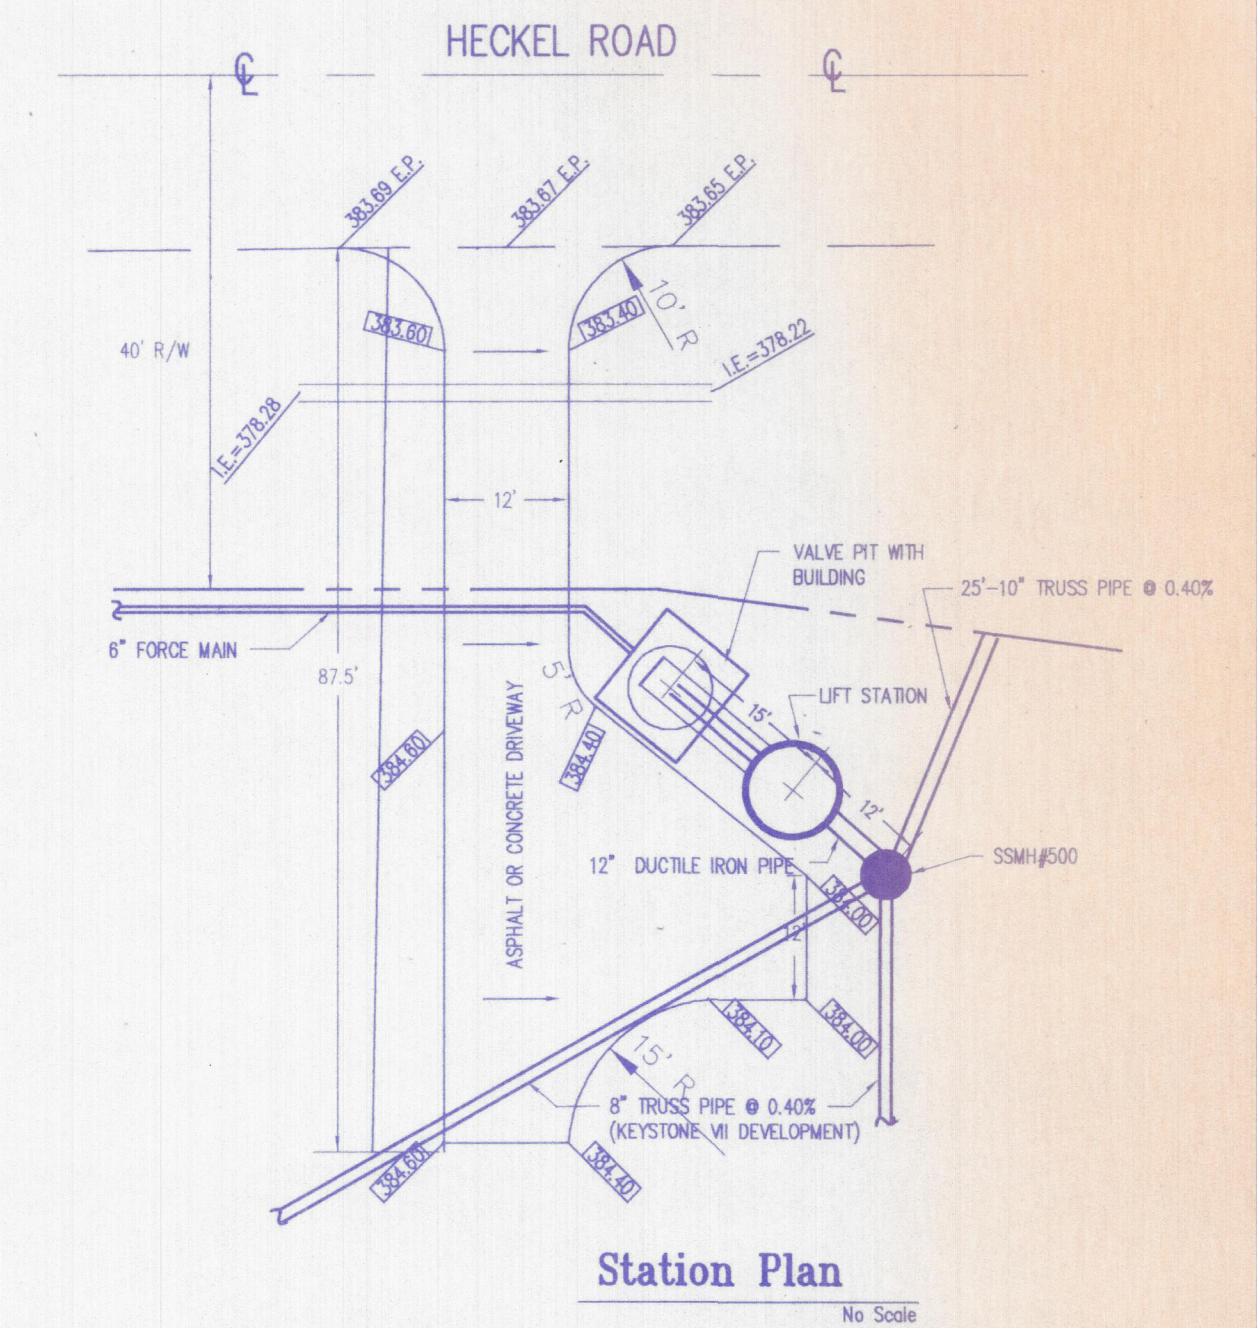 HECKEL ROAD
℄
℄
383.69 E.P.
383.67 E.P.
383.65 E.P.
383.60
383.40
10' R
40' R/W
I.E.=378.22
I.E.=378.28
12'
VALVE PIT WITH
BUILDING
25'-10" TRUSS PIPE @ 0.40%
6" FORCE MAIN
87.5'
5' R
LIFT STATION
15'
384.60
384.40
ASPHALT OR CONCRETE DRIVEWAY
12'
12" DUCTILE IRON PIPE
SSMH#500
384.00
12'
384.10
384.00
15' R
8" TRUSS PIPE @ 0.40%
(KEYSTONE VII DEVELOPMENT)
384.60
384.40
Station Plan
No Scale